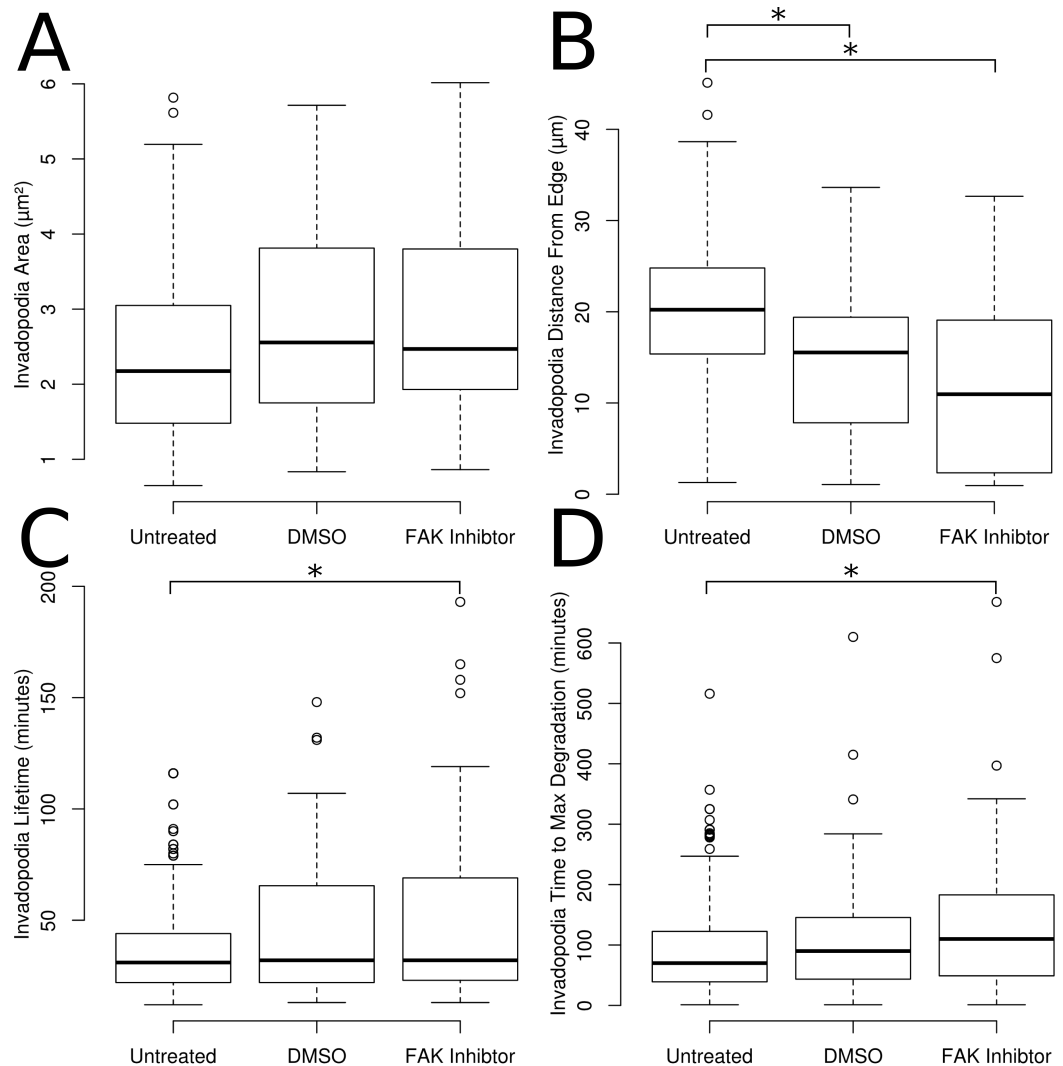 A
Invadopodia Area (µm²)
6
5
4
3
2
1
Untreated
DMSO
FAK Inhibtor
B
*
*
Invadopodia Distance From Edge (µm)
40
30
20
10
0
Untreated
DMSO
FAK Inhibtor
C
*
Invadopodia Lifetime (minutes)
200
150
100
50
Untreated
DMSO
FAK Inhibtor
D
*
Invadopodia Time to Max Degradation (minutes)
600
500
400
300
200
100
0
Untreated
DMSO
FAK Inhibtor